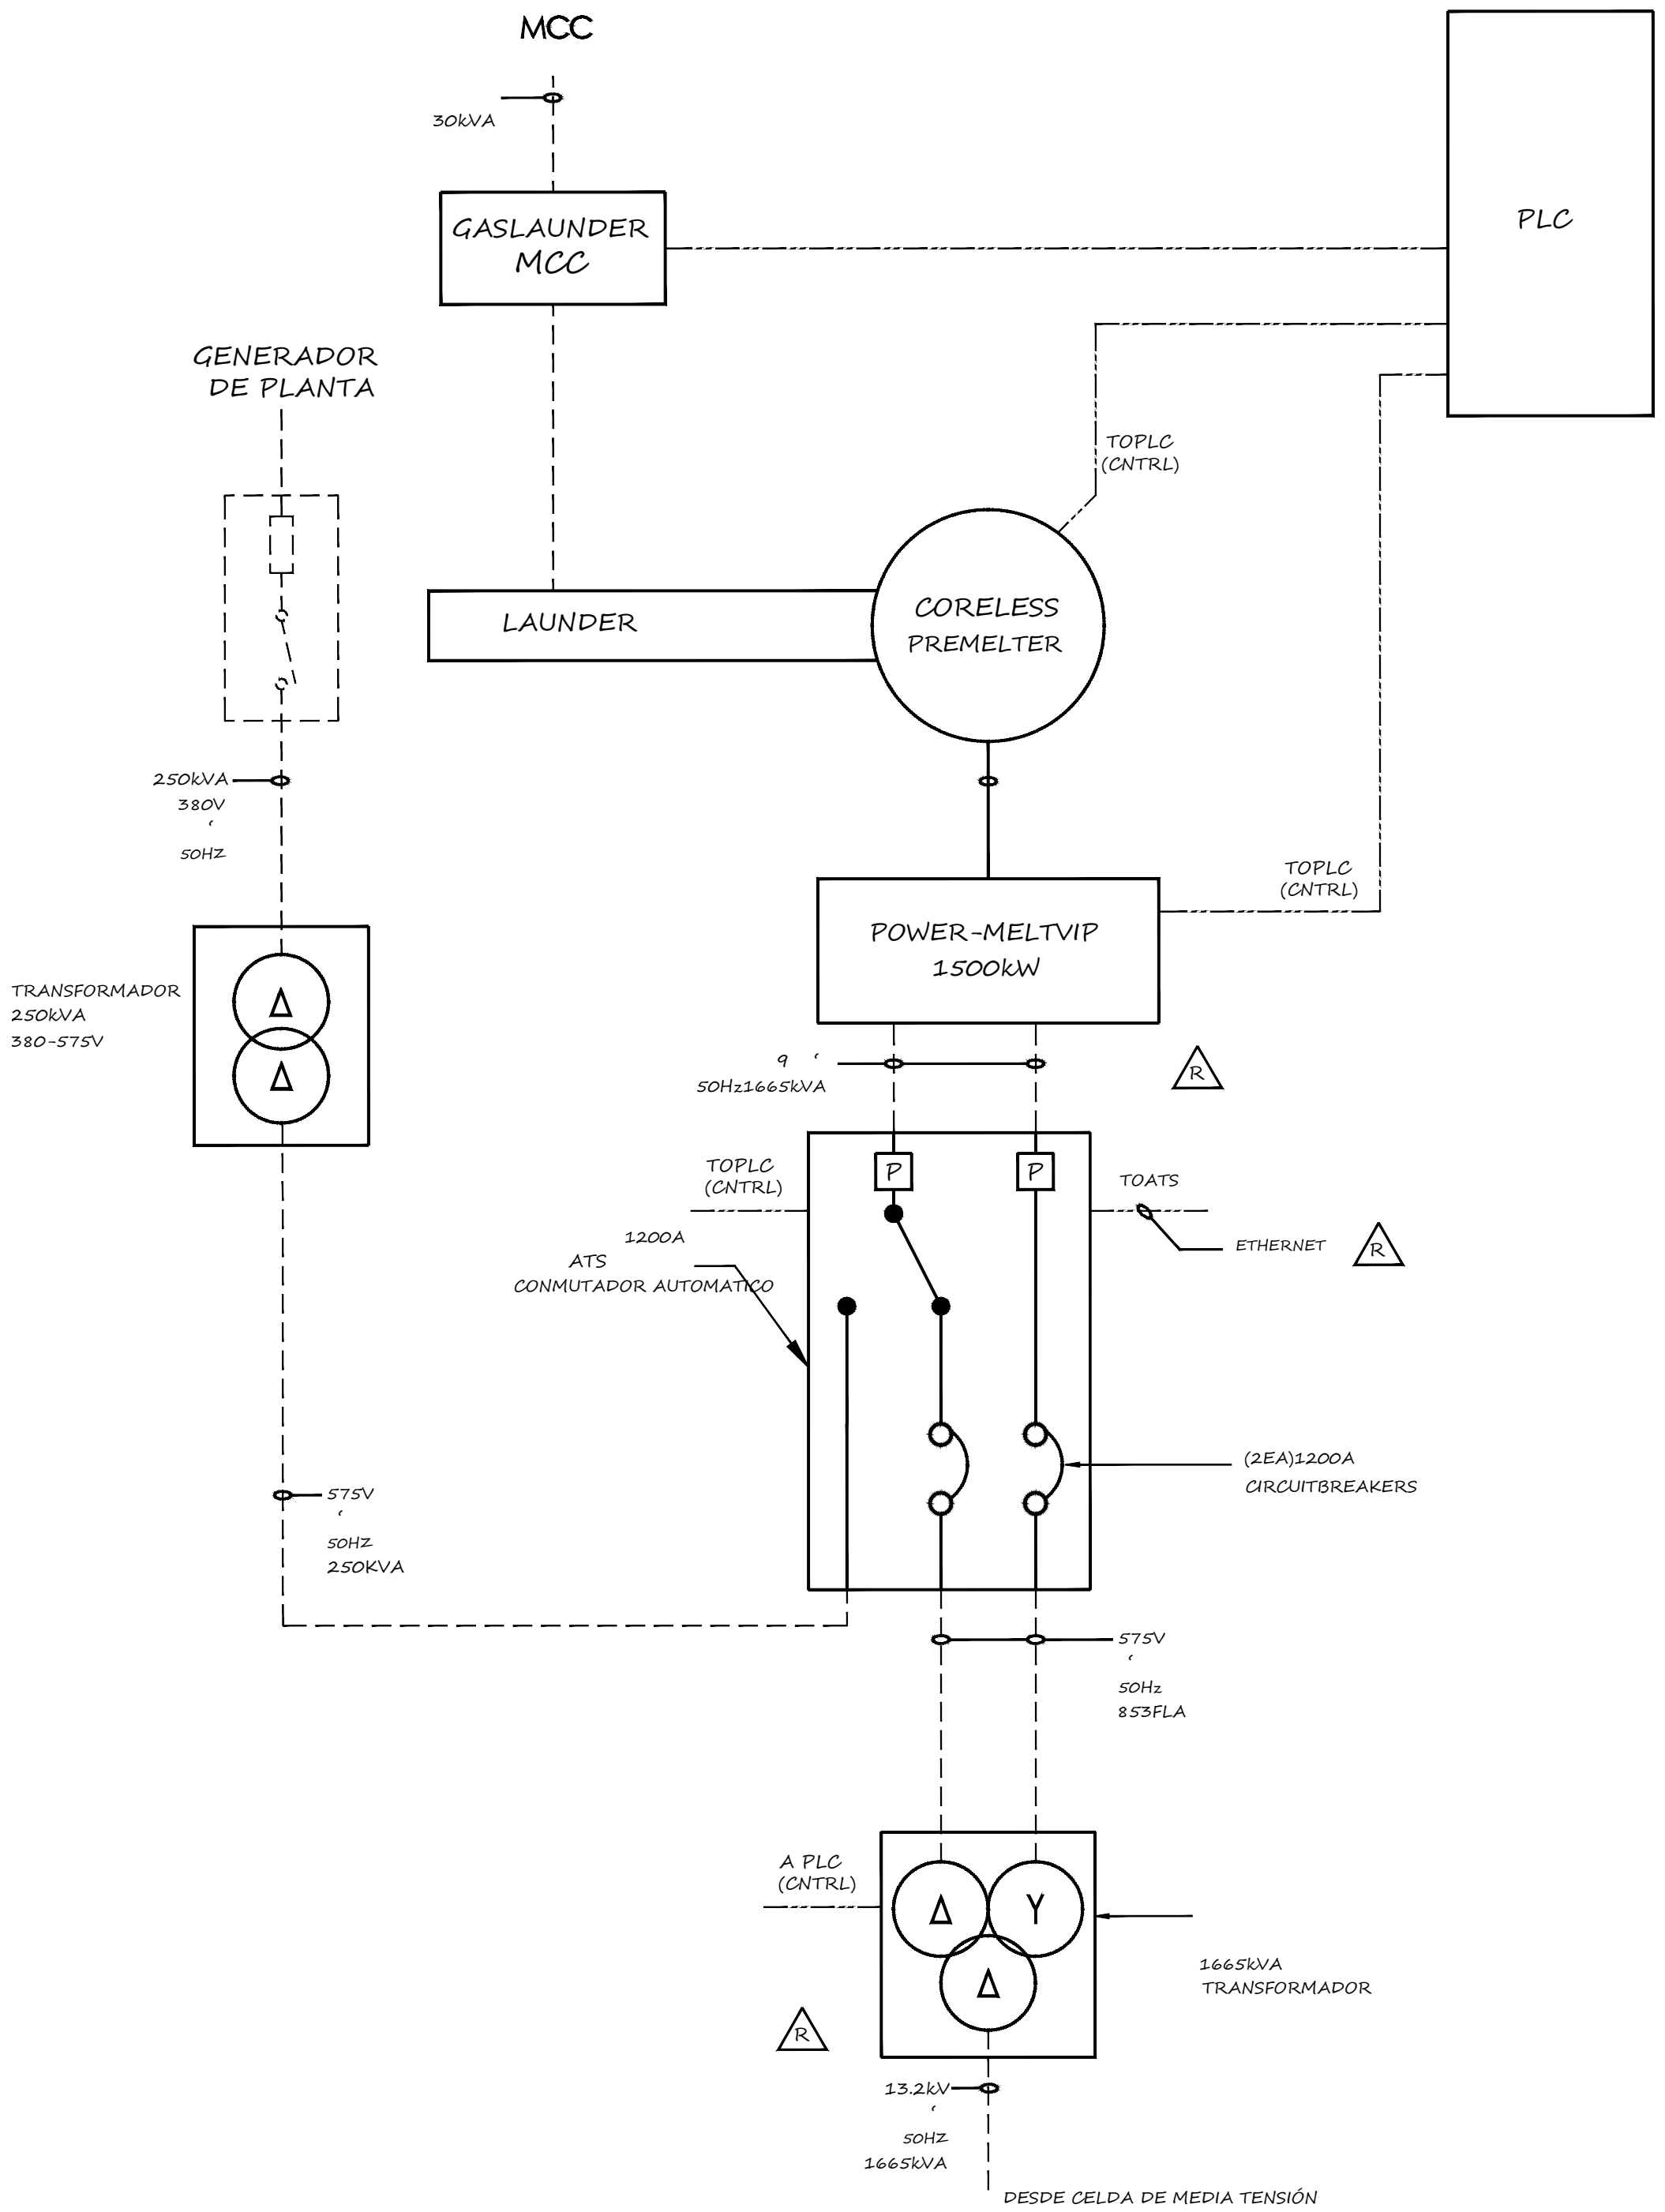 MCC
30kVA
GASLAUNDER
MCC
PLC
GENERADOR
DE PLANTA
TOPLC
(CNTRL)
LAUNDER
CORELESS
PREMELTER
250kVA
380V
50HZ
TOPLC
(CNTRL)
POWER-MELTVIP
1500kW
TRANSFORMADOR
250kVA
380-575V
Δ
Δ
9 ‘
50Hz1665kVA
R
P
P
TOPLC
(CNTRL)
TOATS
1200A
ATS
CONMUTADOR AUTOMATICO
ETHERNET
R
(2EA)1200A
CIRCUITBREAKERS
575V
‘
50HZ
250KVA
575V
‘
50Hz
853FLA
A PLC
(CNTRL)
Δ
Y
Δ
1665kVA
TRANSFORMADOR
R
13.2kV
‘
50HZ
1665kVA
DESDE CELDA DE MEDIA TENSIÓN